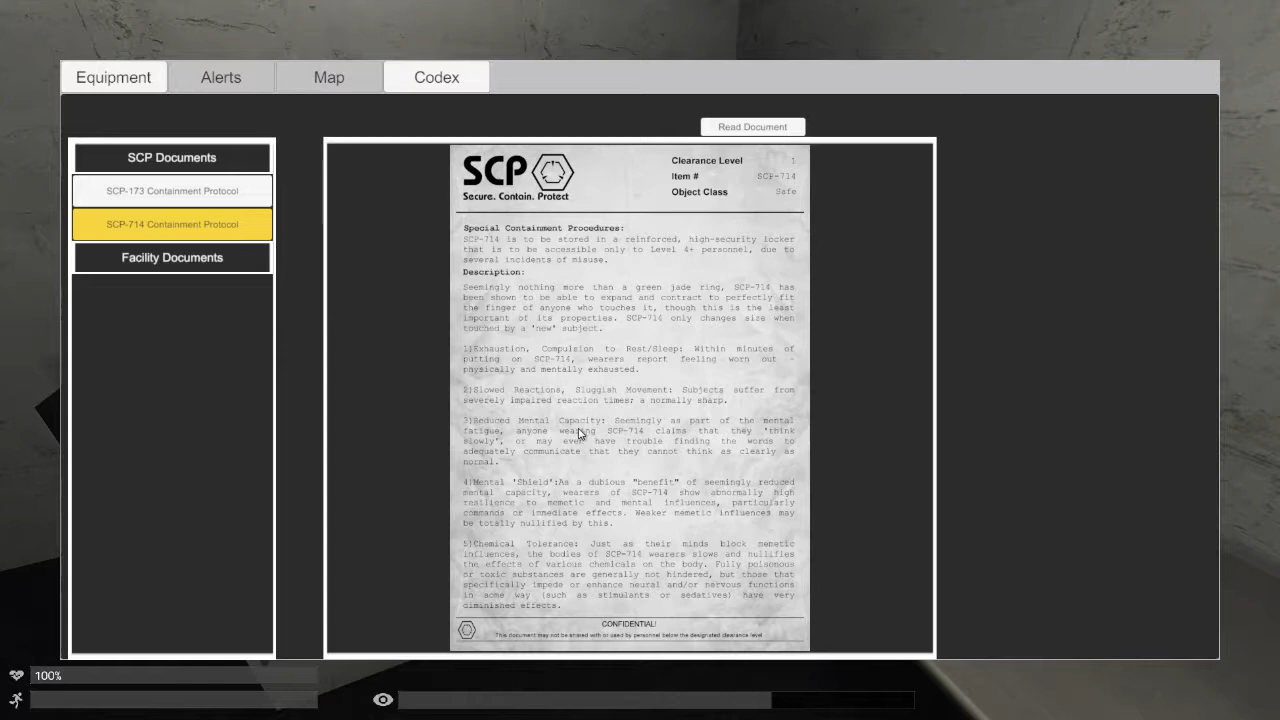 Equipment
Alerts
Map
Codex
Read Document
SCP Documents
SCP-173 Containment Protocol
SCP-714 Containment Protocol
Facility Documents
SCP
Secure. Contain. Protect
Clearance Level 1
Item # SCP-714
Object Class Safe
Special Containment Procedures:
SCP-714 is to be stored in a reinforced, high-security locker
that is to be accessible only to Level 4+ personnel, due to
several incidents of misuse.
Description:
Seemingly nothing more than a green jade ring, SCP-714 has
been shown to be able to expand and contract to perfectly fit
the finger of anyone who touches it, though this is the least
important of its properties. SCP-714 only changes size when
touched by a 'new' subject.
1)Exhaustion, Compulsion to Rest/Sleep: Within minutes of
putting on SCP-714, wearers report feeling worn out -
physically and mentally exhausted.
2)Slowed Reactions, Sluggish Movement: Subjects suffer from
severely impaired reaction times; a normally sharp.
3)Reduced Mental Capacity: Seemingly as part of the mental
fatigue, anyone wearing SCP-714 claims that they 'think
slowly', or may even have trouble finding the words to
adequately communicate that they cannot think as clearly as
normal.
4)Mental 'Shield':As a dubious "benefit" of seemingly reduced
mental capacity, wearers of SCP-714 show abnormally high
resilience to memetic and mental influences, particularly
commands or immediate effects. Weaker memetic influences may
be totally nullified by this.
5)Chemical Tolerance: Just as their minds block memetic
influences, the bodies of SCP-714 wearers slows and nullifies
the effects of various chemicals on the body. Fully poisonous
or toxic substances are generally not hindered, but those that
specifically impede or enhance neural and/or nervous functions
in some way (such as stimulants or sedatives) have very
diminished effects.
CONFIDENTIAL!
This document may not be shared with or used by personnel below the designated clearance level
100%